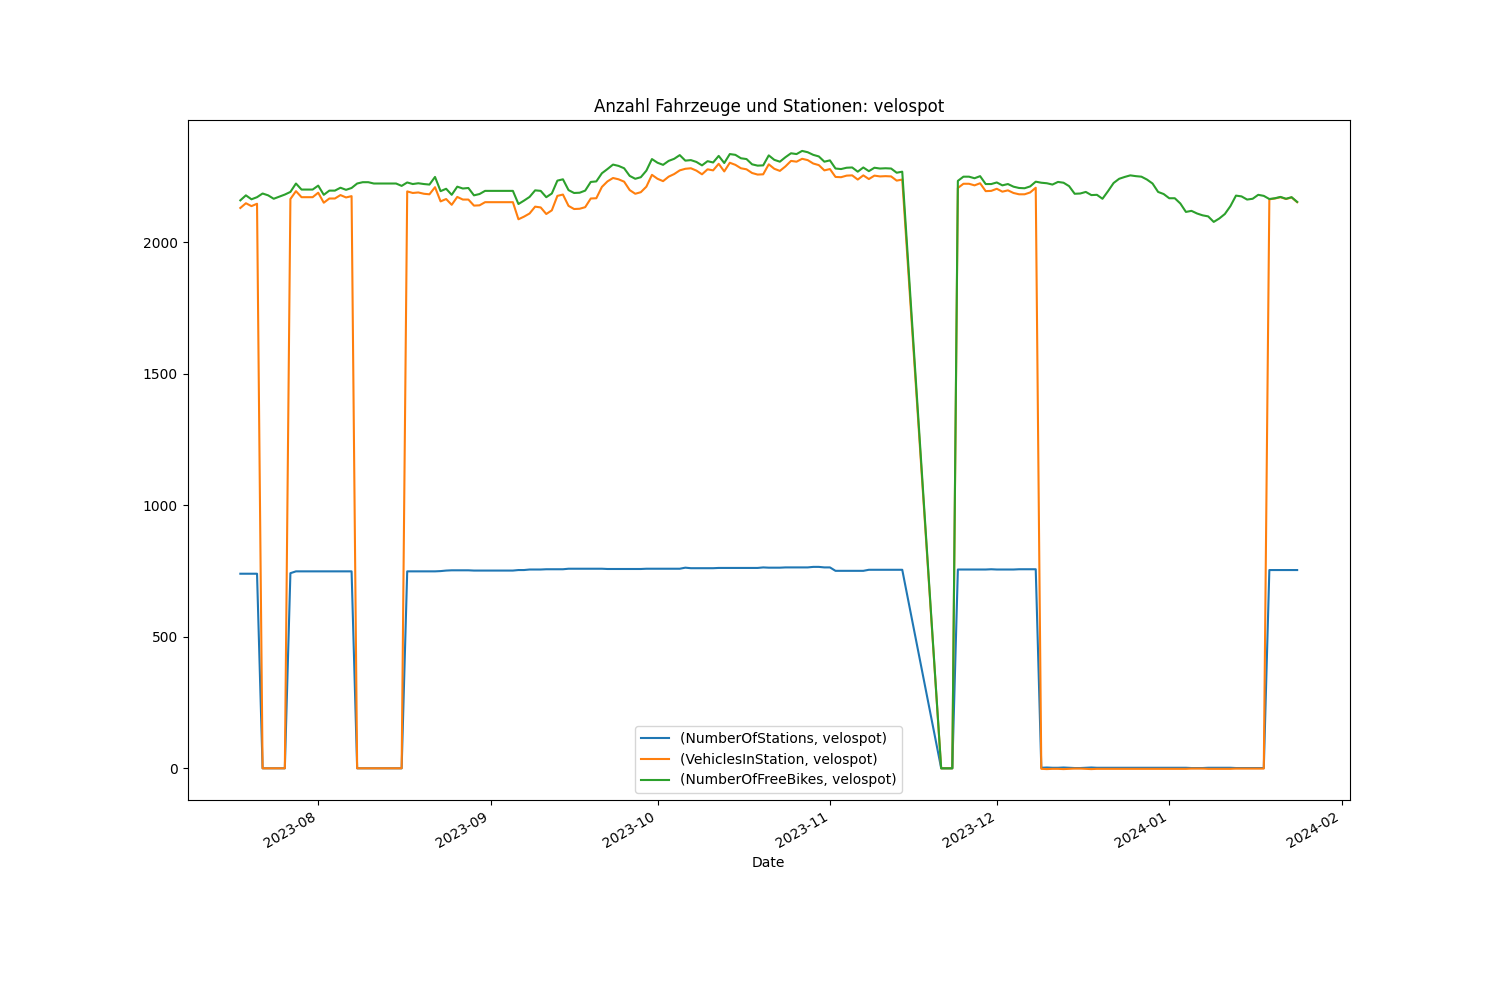 Anzahl Fahrzeuge und Stationen: velospot
2000
1500
1000
500
0
(NumberOfStations, velospot)
(VehiclesInStation, velospot)
(NumberOfFreeBikes, velospot)
2023-08
2023-09
2023-10
2023-11
2023-12
2024-01
2024-02
Date